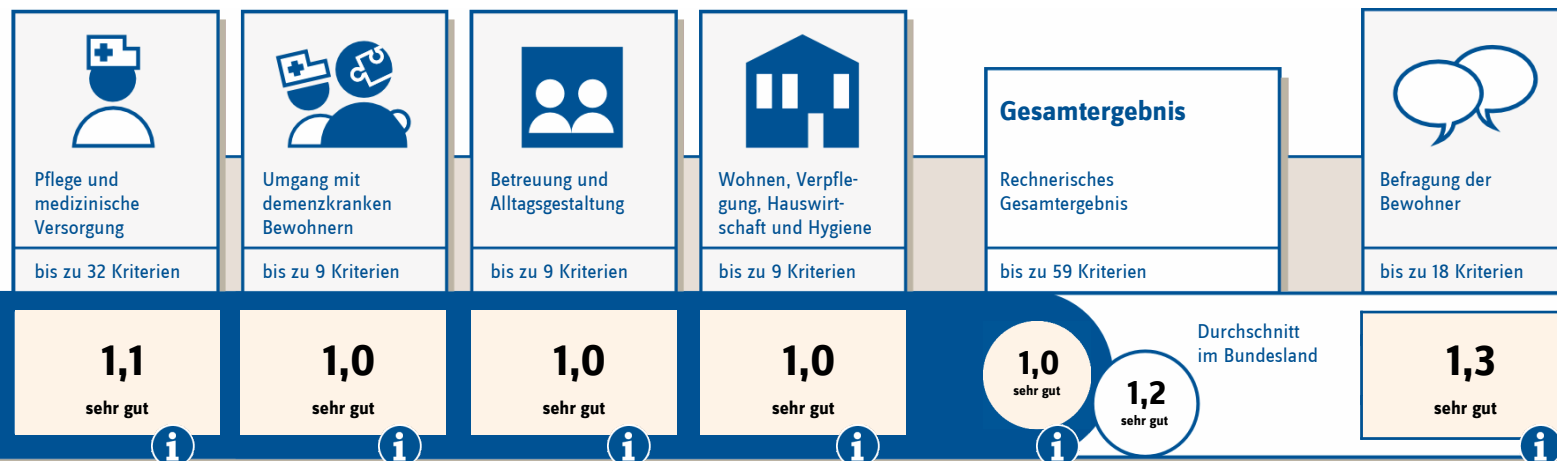 Pflege und
medizinische
Versorgung
bis zu 32 Kriterien
1,1
sehr gut
i
Umgang mit
demenzkranken
Bewohnern
bis zu 9 Kriterien
1,0
sehr gut
i
Betreuung und
Alltagsgestaltung
bis zu 9 Kriterien
1,0
sehr gut
i
Wohnen, Verpfle-
gung, Hauswirt-
schaft und Hygiene
bis zu 9 Kriterien
1,0
sehr gut
i
Gesamtergebnis
Rechnerisches
Gesamtergebnis
bis zu 59 Kriterien
1,0
sehr gut
i
1,2
sehr gut
Durchschnitt
im Bundesland
Befragung der
Bewohner
bis zu 18 Kriterien
1,3
sehr gut
i